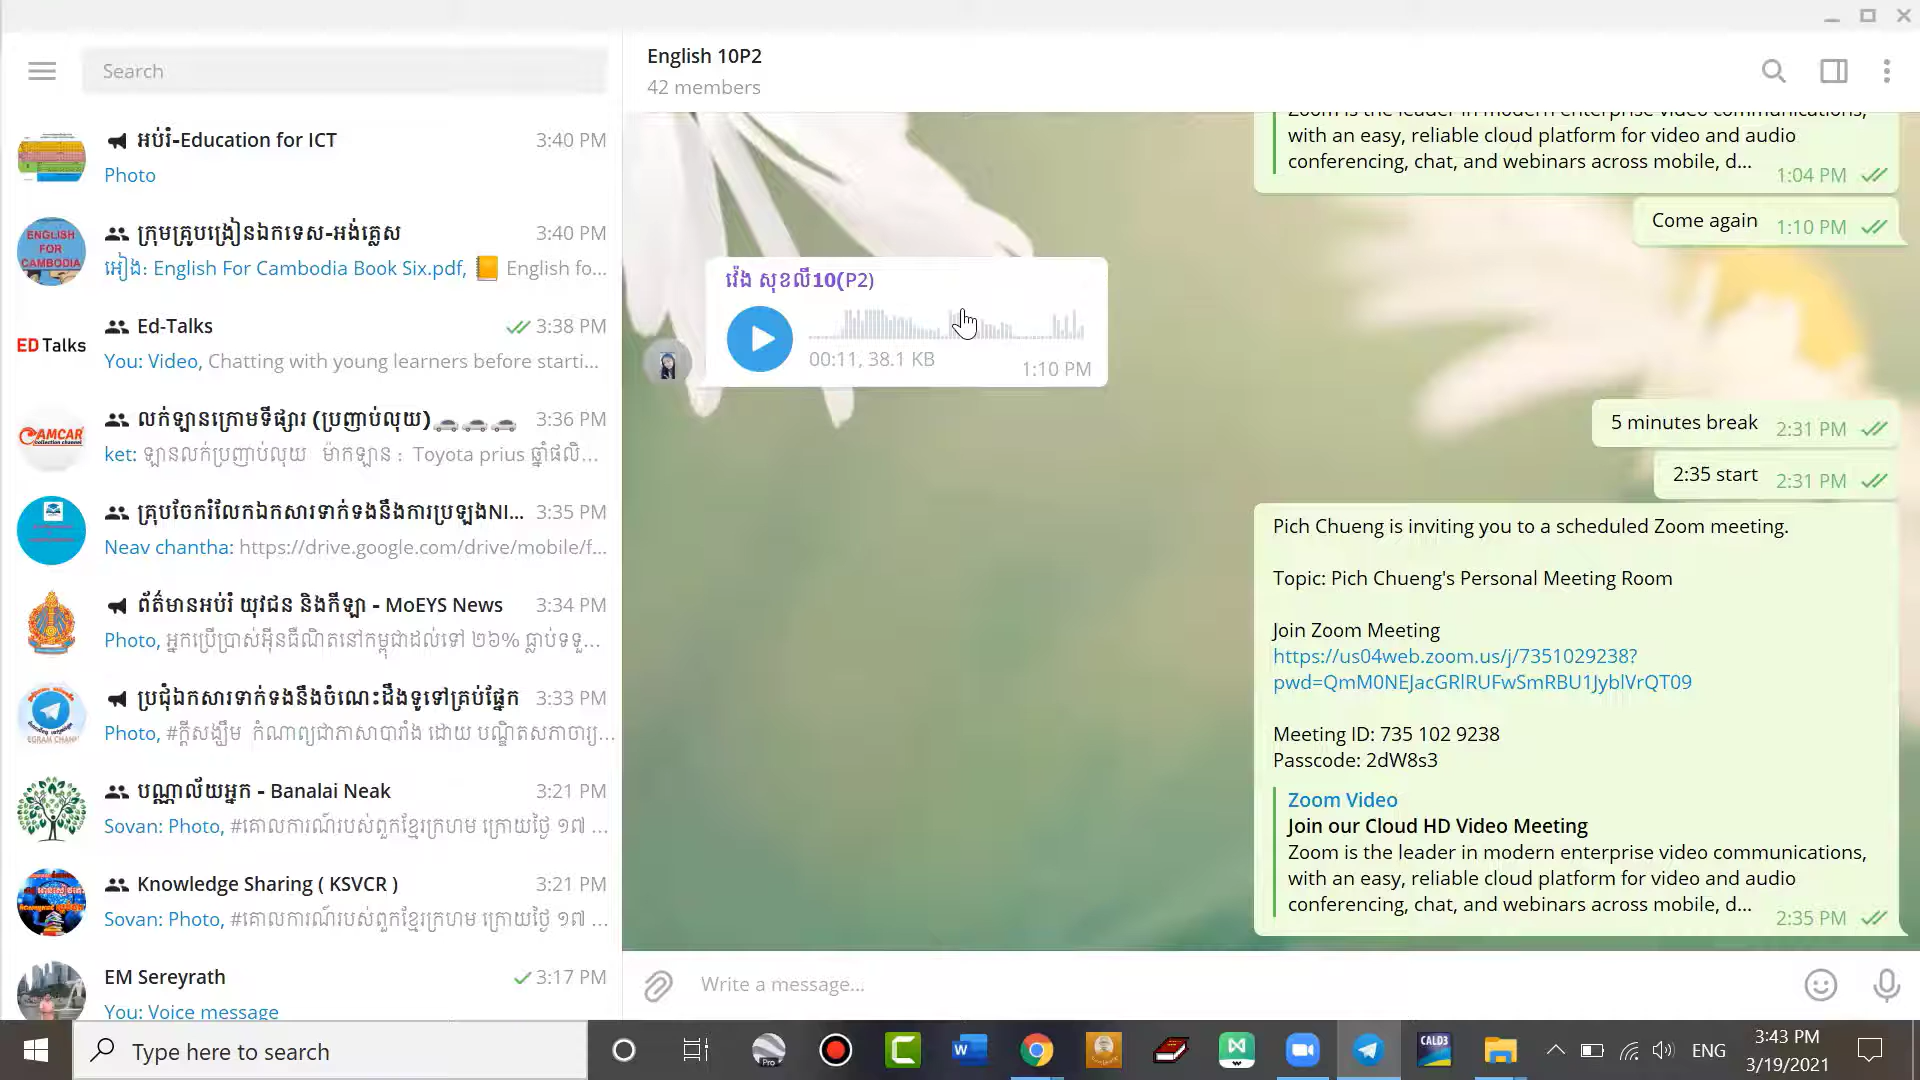 Search
English 10P2
42 members
អប់រំ-Education for ICT 3:40 PM
Photo
ENGLISH
FOR
CAMBODIA
ក្រុមគ្រូបង្រៀនឯកទេស-អង់គ្លេស 3:40 PM
អៀង: English For Cambodia Book Six.pdf, 📒 English fo...
ED Talks
Ed-Talks 3:38 PM
You: Video, Chatting with young learners before starti...
CAMCAR
លក់ឡានក្រោមទីផ្សារ (ប្រញាប់លុយ)🚗🚗🚗 3:36 PM
ket: ឡានលក់ប្រញាប់លុយ ម៉ាកឡាន : Toyota prius ឆ្នាំផលិ...
គ្រុបចែករំលែកឯកសារទាក់ទងនឹងការប្រឡងNI... 3:35 PM
Neav chantha: https://drive.google.com/drive/mobile/f...
ព័ត៌មានអប់រំ យុវជន និងកីឡា - MoEYS News 3:34 PM
Photo, អ្នកប្រើប្រាស់អ៊ីនធឺណិតនៅកម្ពុជាដល់ទៅ ២៦% ធ្លាប់ទទួ...
ប្រជុំឯកសារទាក់ទងនឹងចំណេះដឹងទូទៅគ្រប់ផ្នែក 3:33 PM
Photo, #ក្តីសង្ឃឹម កំណាព្យជាភាសាបារាំង ដោយ បណ្ឌិតសភាចារ្យ...
បណ្ណាល័យអ្នក - Banalai Neak 3:21 PM
Sovan: Photo, #គោលការណ៍របស់ពួកខ្មែរក្រហម ក្រោយថ្ងៃ ១៧ ...
Knowledge Sharing ( KSVCR ) 3:21 PM
Sovan: Photo, #គោលការណ៍របស់ពួកខ្មែរក្រហម ក្រោយថ្ងៃ ១៧ ...
EM Sereyrath 3:17 PM
You: Voice message
Zoom is the leader in modern enterprise video communications,
with an easy, reliable cloud platform for video and audio
conferencing, chat, and webinars across mobile, d...
1:04 PM
Come again 1:10 PM
វ៉េង សុខលី10(P2)
00:11, 38.1 KB
1:10 PM
5 minutes break 2:31 PM
2:35 start 2:31 PM
Pich Chueng is inviting you to a scheduled Zoom meeting.
Topic: Pich Chueng's Personal Meeting Room
Join Zoom Meeting
https://us04web.zoom.us/j/7351029238?
pwd=QmM0NEJacGRlRUFwSmRBU1JyblVrQT09
Meeting ID: 735 102 9238
Passcode: 2dW8s3
Zoom Video
Join our Cloud HD Video Meeting
Zoom is the leader in modern enterprise video communications,
with an easy, reliable cloud platform for video and audio
conferencing, chat, and webinars across mobile, d...
2:35 PM
Write a message...
Type here to search
Pro
CALD3
ENG
3:43 PM
3/19/2021